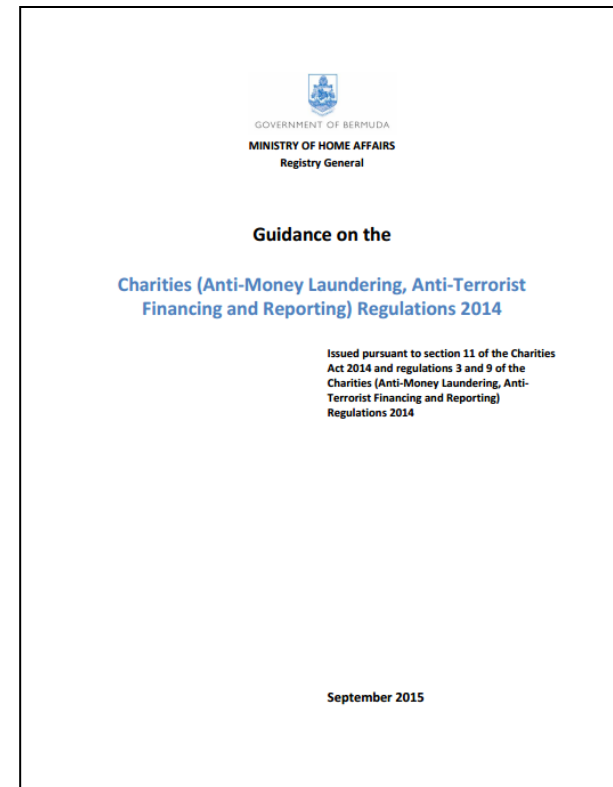 GOVERNMENT OF BERMUDA
MINISTRY OF HOME AFFAIRS
Registry General
Guidance on the
Charities (Anti-Money Laundering, Anti-Terrorist
Financing and Reporting) Regulations 2014
Issued pursuant to section 11 of the Charities
Act 2014 and regulations 3 and 9 of the
Charities (Anti-Money Laundering, Anti-
Terrorist Financing and Reporting)
Regulations 2014
September 2015